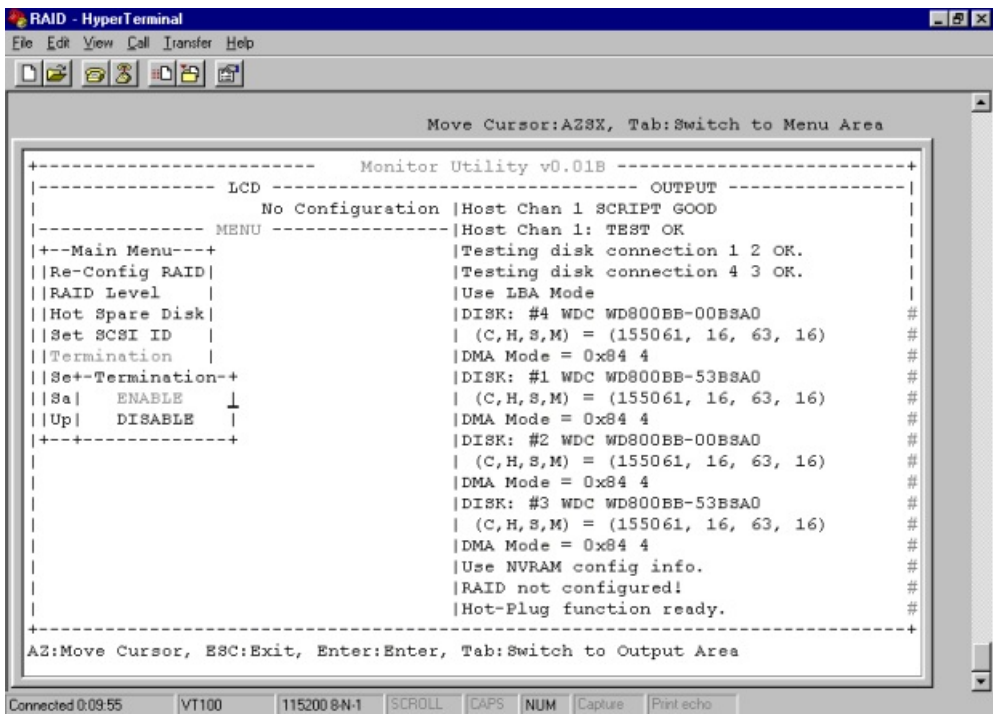 RAID - HyperTerminal
File Edit View Call Transfer Help
Move Cursor:AZSX, Tab:Switch to Menu Area
+-------------------------- Monitor Utility v0.01B --------------------------+
|---------------- LCD --------------------------------- OUTPUT ----------------|
| No Configuration |Host Chan 1 SCRIPT GOOD |
|--------------- MENU ----------------|Host Chan 1: TEST OK |
|+--Main Menu---+ |Testing disk connection 1 2 OK. |
||Re-Config RAID| |Testing disk connection 4 3 OK. |
||RAID Level | |Use LBA Mode |
||Hot Spare Disk| |DISK: #4 WDC WD800BB-00BSA0 #
||Set SCSI ID | | (C,H,S,M) = (155061, 16, 63, 16) #
||Termination | |DMA Mode = 0x84 4 #
||Se+-Termination-+ |DISK: #1 WDC WD800BB-53BSA0 #
||Sa| ENABLE | | (C,H,S,M) = (155061, 16, 63, 16) #
||Up| DISABLE | |DMA Mode = 0x84 4 #
|+--+--------------+ |DISK: #2 WDC WD800BB-00BSA0 #
| | (C,H,S,M) = (155061, 16, 63, 16) #
| |DMA Mode = 0x84 4 #
| |DISK: #3 WDC WD800BB-53BSA0 #
| | (C,H,S,M) = (155061, 16, 63, 16) #
| |DMA Mode = 0x84 4 #
| |Use NVRAM config info. #
| |RAID not configured! #
| |Hot-Plug function ready. #
+------------------------------------------------------------------------------+
AZ:Move Cursor, ESC:Exit, Enter:Enter, Tab:Switch to Output Area
Connected 0:09:55 VT100 115200 8-N-1 SCROLL CAPS NUM Capture Print echo